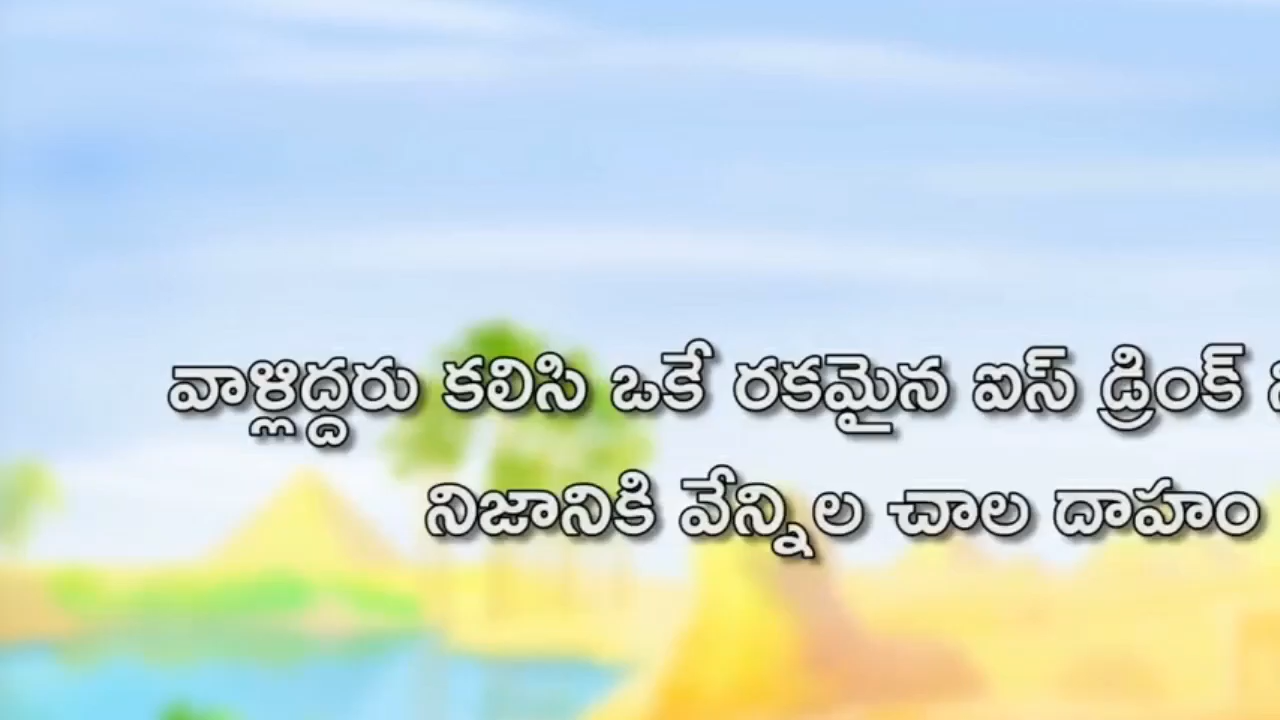 వాళ్లిద్దరు కలిసి ఒకే రకమైన ఐస్ డ్రింక్
నిజానికి వేన్నిల చాల దాహం